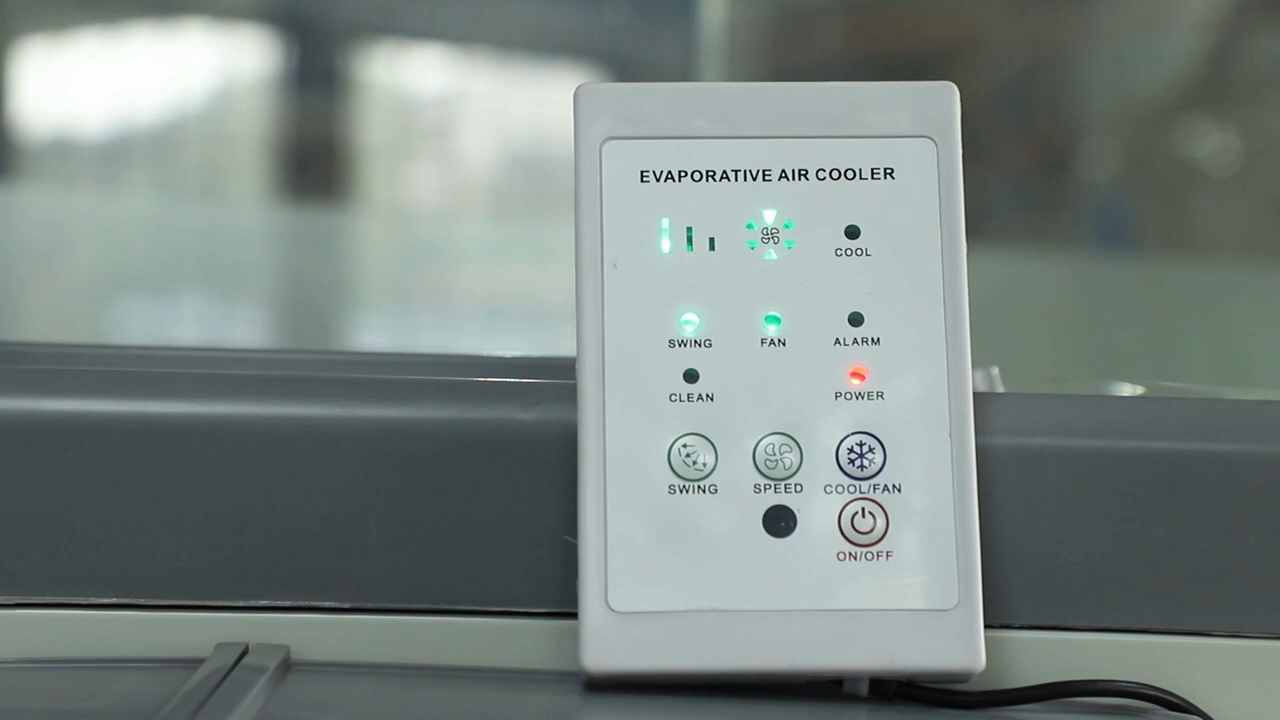 EVAPORATIVE AIR COOLER
COOL
SWING FAN ALARM
CLEAN POWER
SWING SPEED COOL/FAN
ON/OFF